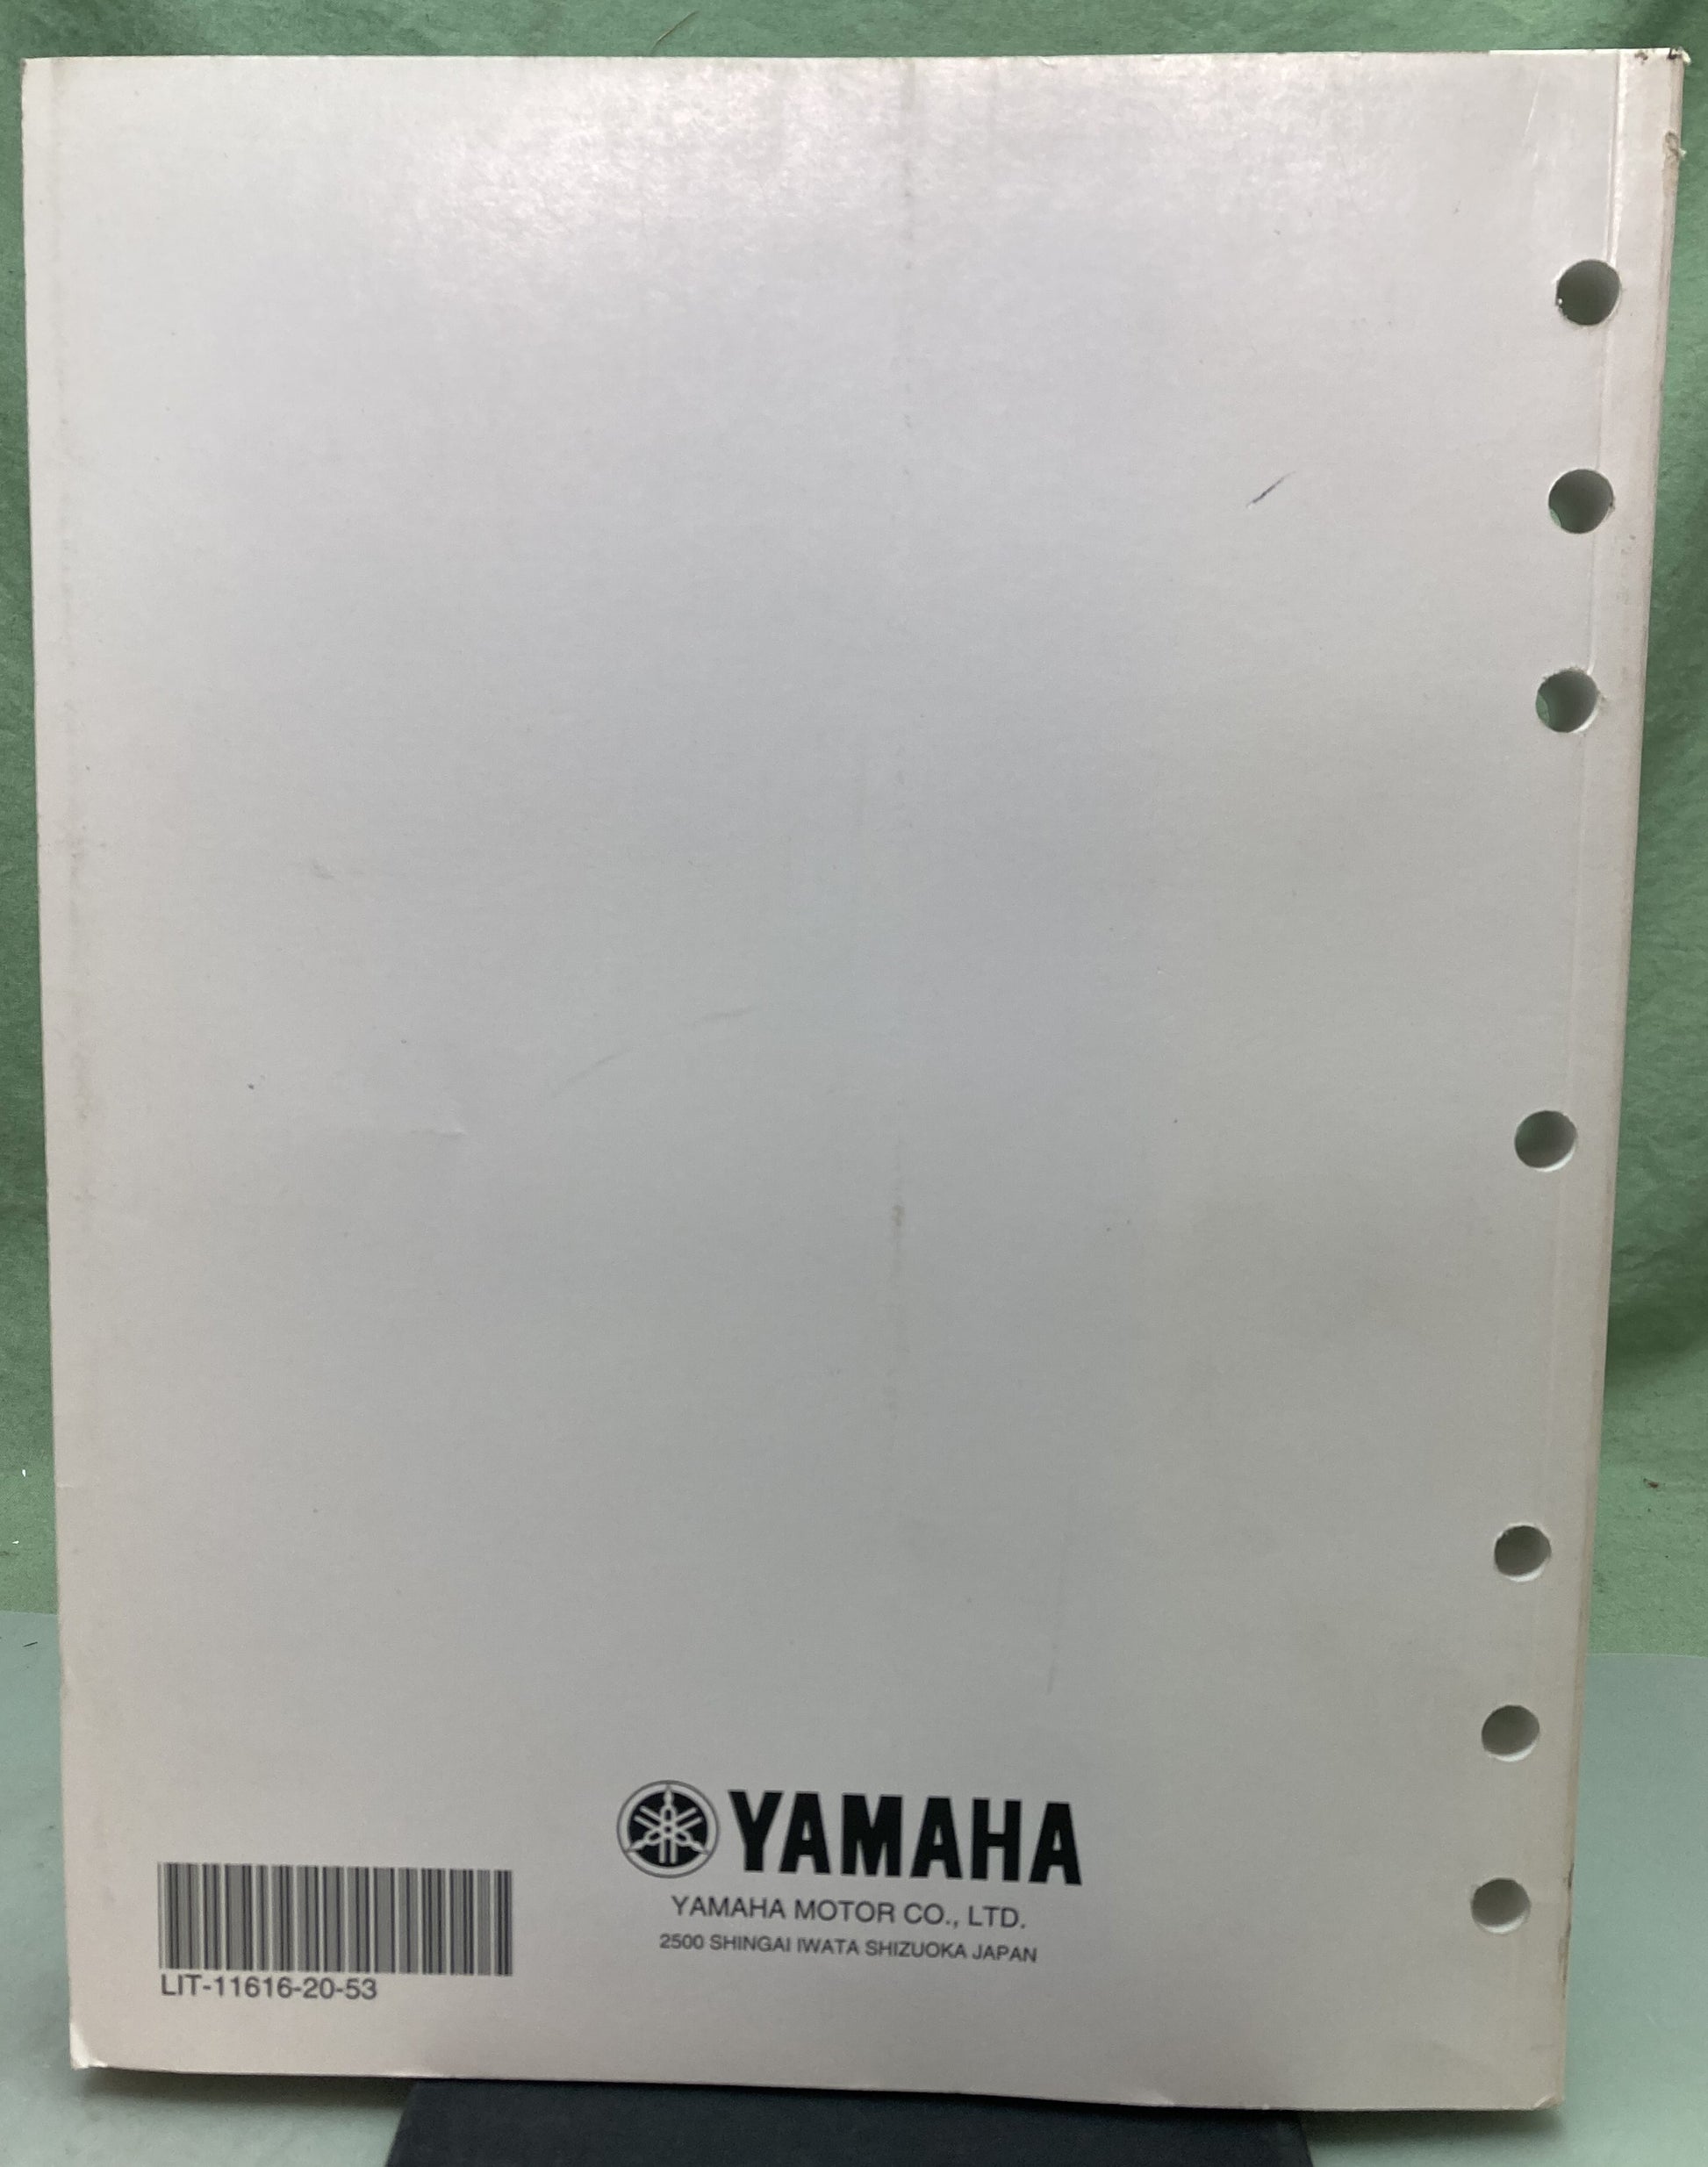 YAMAHA
YAMAHA MOTOR CO., LTD.
2500 SHINGAI IWATA SHIZUOKA JAPAN
LIT-11616-20-53